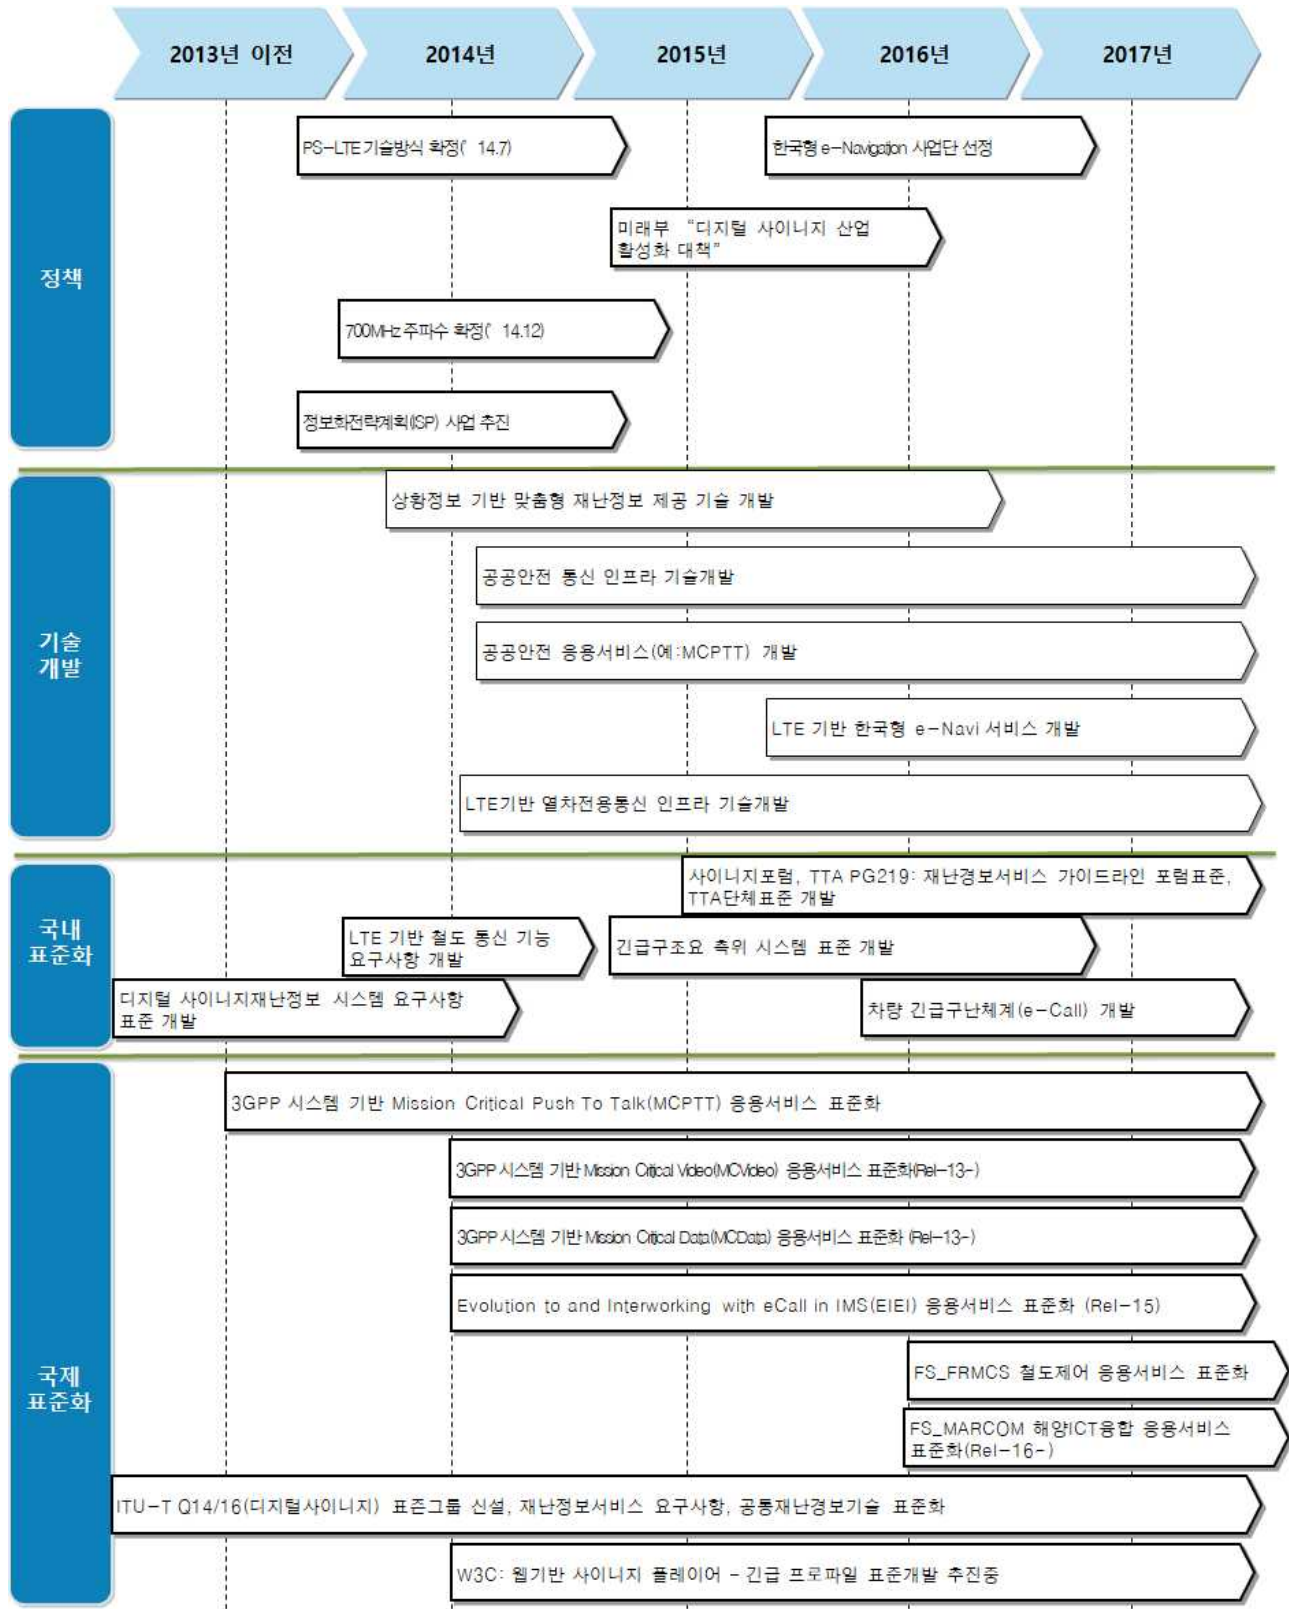 2013년 이전
2014년
2015년
2016년
2017년
정책
PS-LTE 기술방식 확정(’14.7)
한국형 e-Navigation 사업단 선정
미래부 “디지털 사이니지 산업
활성화 대책”
700MHz 주파수 확정(’14.12)
정보화전략계획(ISP) 사업 추진
기술
개발
상황정보 기반 맞춤형 재난정보 제공 기술 개발
공공안전 통신 인프라 기술개발
공공안전 응용서비스(예:MCPTT) 개발
LTE 기반 한국형 e-Navi 서비스 개발
LTE기반 열차전용통신 인프라 기술개발
국내
표준화
사이니지포럼, TTA PG219: 재난경보서비스 가이드라인 포럼표준,
TTA단체표준 개발
LTE 기반 철도 통신 기능
요구사항 개발
긴급구조요 측위 시스템 표준 개발
디지털 사이니지재난정보 시스템 요구사항
표준 개발
차량 긴급구난체계(e-Call) 개발
국제
표준화
3GPP 시스템 기반 Mission Critical Push To Talk(MCPTT) 응용서비스 표준화
3GPP 시스템 기반 Mission Critical Video(MCVideo) 응용서비스 표준화(Rel-13-)
3GPP 시스템 기반 Mission Critical Data(MCData) 응용서비스 표준화 (Rel-13-)
Evolution to and Interworking with eCall in IMS(EIEI) 응용서비스 표준화 (Rel-15)
FS_FRMCS 철도제어 응용서비스 표준화
FS_MARCOM 해양ICT융합 응용서비스
표준화(Rel-16-)
ITU-T Q14/16(디지털사이니지) 표준그룹 신설, 재난정보서비스 요구사항, 공통재난경보기술 표준화
W3C: 웹기반 사이니지 플레이어 - 긴급 프로파일 표준개발 추진중